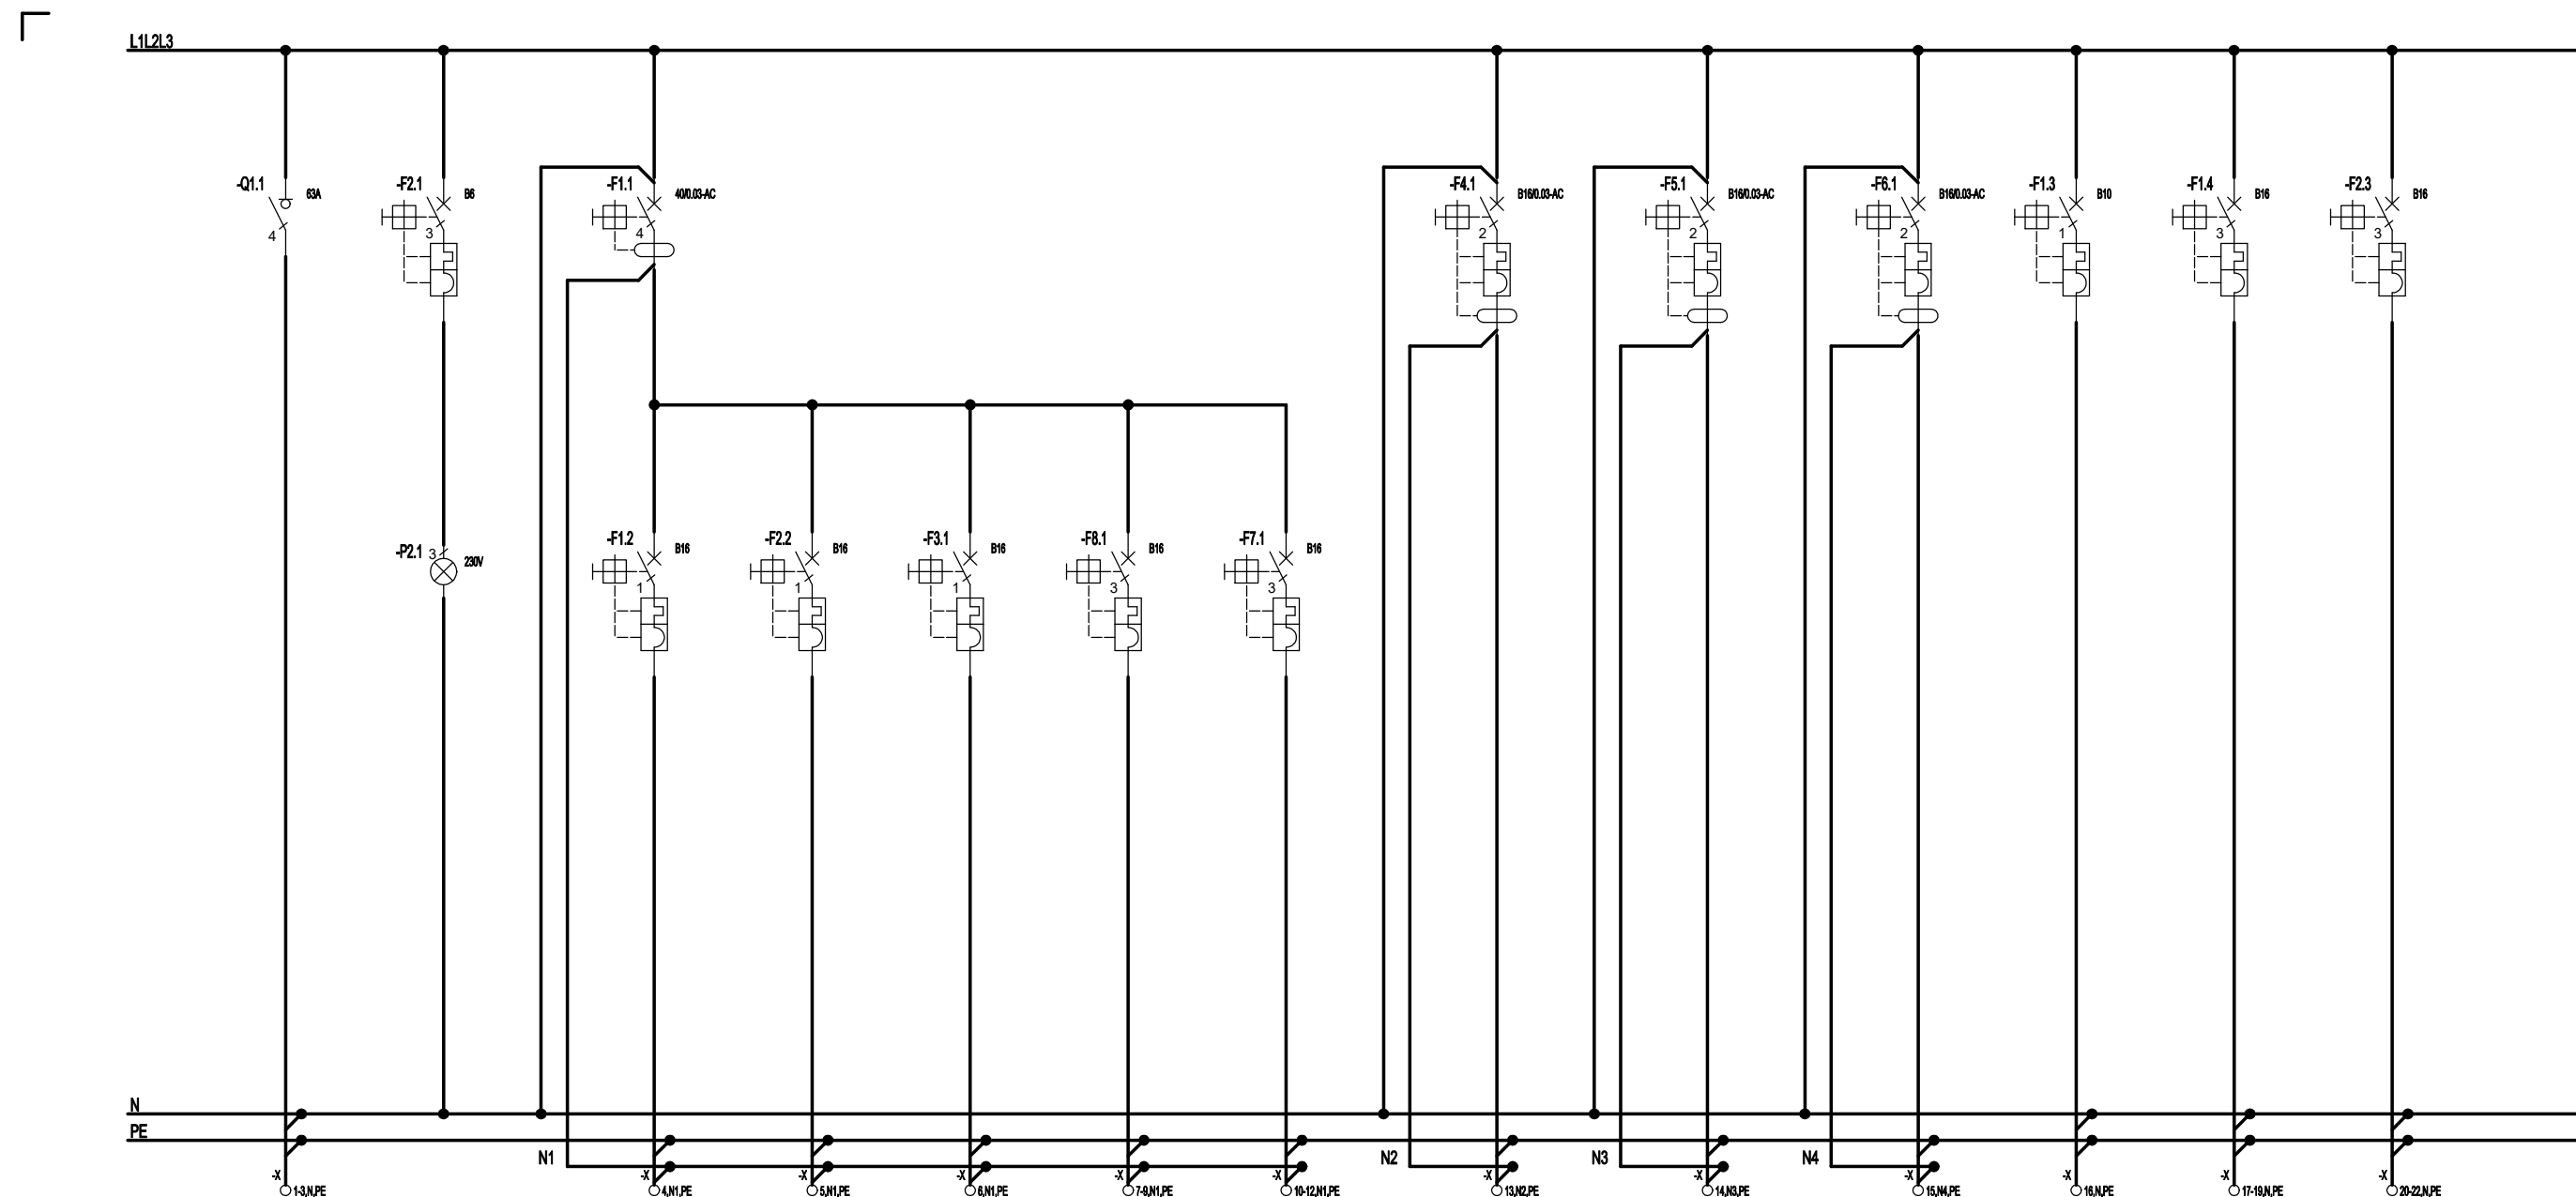 L1L2L3
-Q1.1 63A
4
-F2.1 B6
3
-F1.1 40/0.03-AC
4
-F4.1 B16/0.03-AC
2
-F5.1 B16/0.03-AC
2
-F6.1 B16/0.03-AC
2
-F1.3 B10
1
-F1.4 B16
3
-F2.3 B16
3
-P2.1 3 230V
-F1.2 B16
1
-F2.2 B16
1
-F3.1 B16
1
-F8.1 B16
3
-F7.1 B16
3
N
PE
N1
N2
N3
N4
-X 1-3,N,PE
-X 4,N1,PE
-X 5,N1,PE
-X 6,N1,PE
-X 7-9,N1,PE
-X 10-12,N1,PE
-X 13,N2,PE
-X 14,N3,PE
-X 15,N4,PE
-X 16,N,PE
-X 17-19,N,PE
-X 20-22,N,PE